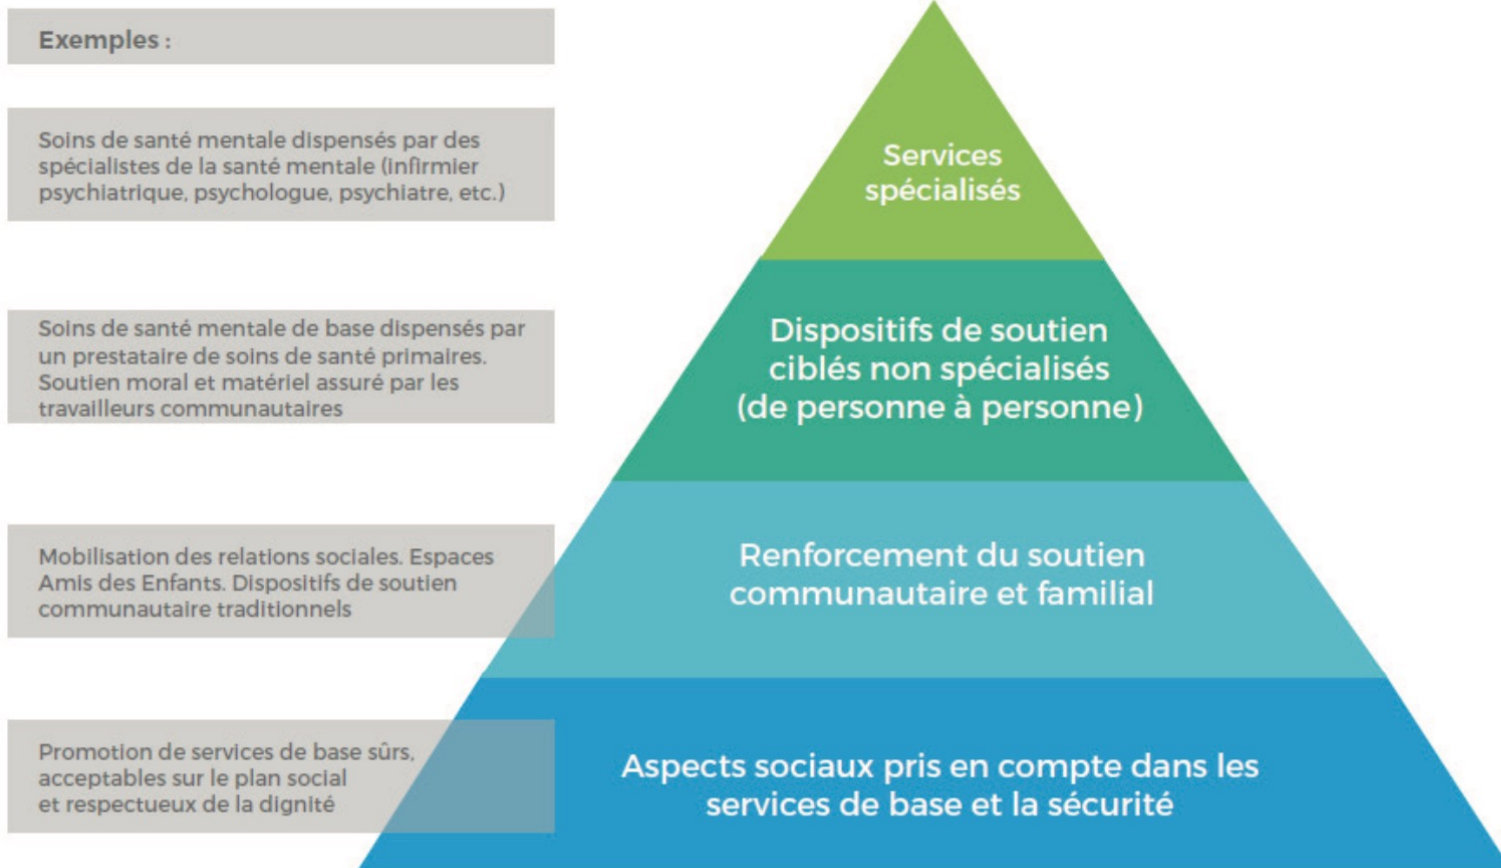 Exemples :
Soins de santé mentale dispensés par des
spécialistes de la santé mentale (infirmier
psychiatrique, psychologue, psychiatre, etc.)
Services
spécialisés
Soins de santé mentale de base dispensés par
un prestataire de soins de santé primaires.
Soutien moral et matériel assuré par les
travailleurs communautaires
Dispositifs de soutien
ciblés non spécialisés
(de personne à personne)
Mobilisation des relations sociales. Espaces
Amis des Enfants. Dispositifs de soutien
communautaire traditionnels
Renforcement du soutien
communautaire et familial
Promotion de services de base sûrs,
acceptables sur le plan social
et respectueux de la dignité
Aspects sociaux pris en compte dans les
services de base et la sécurité